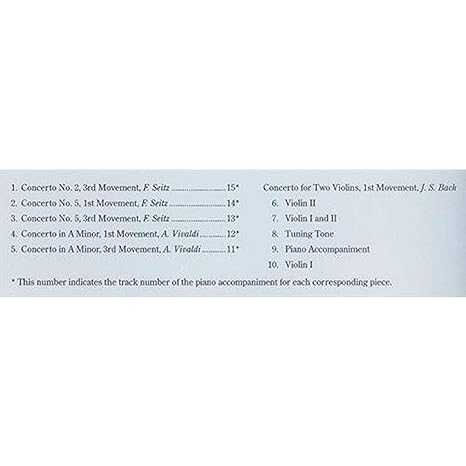 1. Concerto No. 2, 3rd Movement, F. Seitz ..................... 15*
2. Concerto No. 5, 1st Movement, F. Seitz ..................... 14*
3. Concerto No. 5, 3rd Movement, F. Seitz ..................... 13*
4. Concerto in A Minor, 1st Movement, A. Vivaldi .......... 12*
5. Concerto in A Minor, 3rd Movement, A. Vivaldi .......... 11*
Concerto for Two Violins, 1st Movement, J. S. Bach
6. Violin II
7. Violin I and II
8. Tuning Tone
9. Piano Accompaniment
10. Violin I
* This number indicates the track number of the piano accompaniment for each corresponding piece.